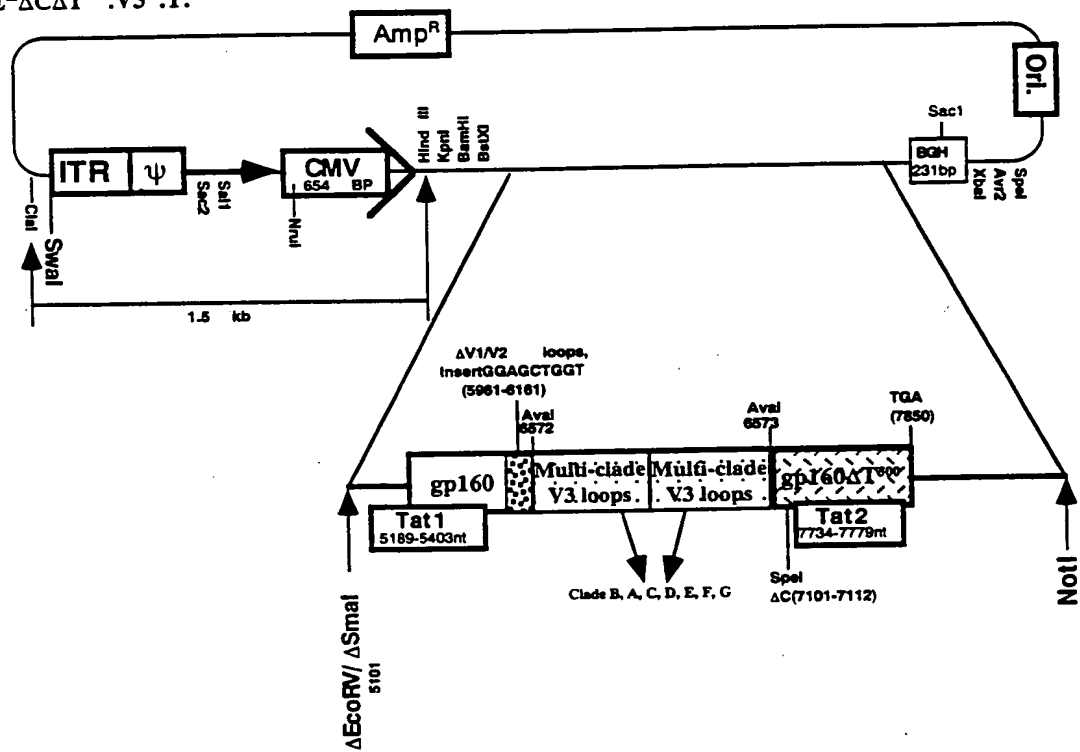 Amp^R
Ori.
ITR
ψ
CMV
654 BP
Hind III
KpnI
BamHI
BstXI
Sac1
BGH
231bp
XbaI
Avr2
SpeI
ClaI
SwaI
Sac2
Sal1
NruI
1.5 kb
ΔV1/V2 loops,
InsertGGAGCTGGT
(5961-6161)
AvaI
6572
AvaI
6573
TGA
(7850)
gp160
Multi-clade
V3 loops
Multi-clade
V3 loops
Tat1
5189-5403nt
Tat2
7734-7779nt
SpeI
ΔC(7101-7112)
Clade B, A, C, D, E, F, G
ΔEcoRV/ ΔSmaI
5101
NotI